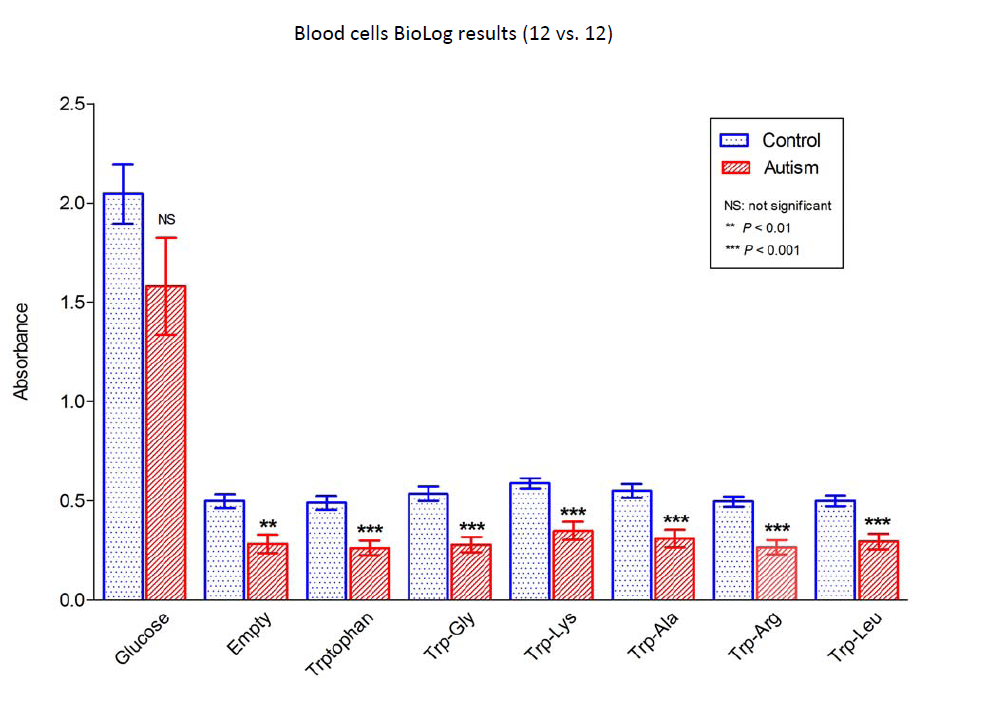 Blood cells BioLog results (12 vs. 12)
2.5
2.0
1.5
1.0
0.5
0.0
Absorbance
Control
Autism
NS: not significant
** P < 0.01
*** P < 0.001
NS
**
***
***
***
***
***
***
Glucose
Empty
Trptophan
Trp-Gly
Trp-Lys
Trp-Ala
Trp-Arg
Trp-Leu